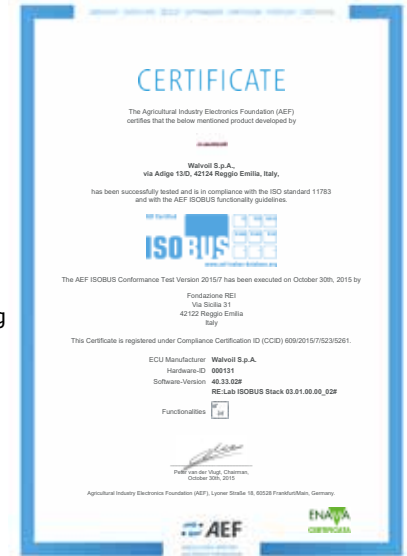 CERTIFICATE
The Agricultural Industry Electronics Foundation (AEF)
certifies that the below mentioned product developed by
Walvoil S.p.A.,
via Adige 13/D, 42124 Reggio Emilia, Italy,
has been successfully tested and is in compliance with the ISO standard 11783
and with the AEF ISOBUS functionality guidelines.
AEF Certified
ISOBUS
The AEF ISOBUS Conformance Test Version 2015/7 has been executed on October 30th, 2015 by
Fondazione REI
Via Sicilia 31
42122 Reggio Emilia
Italy
g
This Certificate is registered under Compliance Certification ID (CCID) 609/2015/7/523/5261.
ECU Manufacturer Walvoil S.p.A.
Hardware-ID 000131
Software-Version 40.33.02#
RE:Lab ISOBUS Stack 03.01.00.00_02#
Functionalities
Peter van der Vlugt, Chairman,
October 30th, 2015
Agricultural Industry Electronics Foundation (AEF), Lyoner Straße 18, 60528 Frankfurt/Main, Germany.
AEF
ENAMA
CERTIFICATA